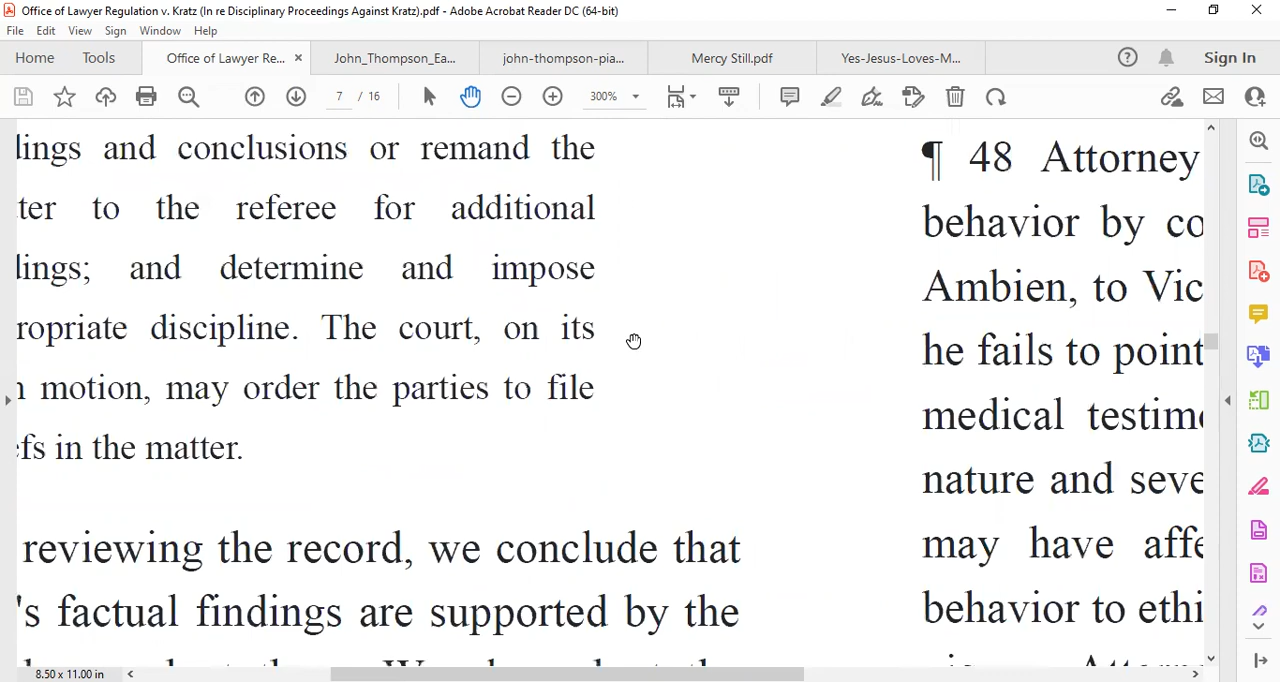 Office of Lawyer Regulation v. Kratz (In re Disciplinary Proceedings Against Kratz).pdf - Adobe Acrobat Reader DC (64-bit)
File Edit View Sign Window Help
Home Tools Office of Lawyer Re... × John_Thompson_Ea... john-thompson-pia... Mercy Still.pdf Yes-Jesus-Loves-M... Sign In
7 / 16 300%
lings and conclusions or remand the
ter to the referee for additional
lings; and determine and impose
ropriate discipline. The court, on its
motion, may order the parties to file
efs in the matter.
reviewing the record, we conclude that
's factual findings are supported by the
¶ 48 Attorney
behavior by co
Ambien, to Vic
he fails to point
medical testim
nature and seve
may have affe
behavior to ethi
8.50 x 11.00 in